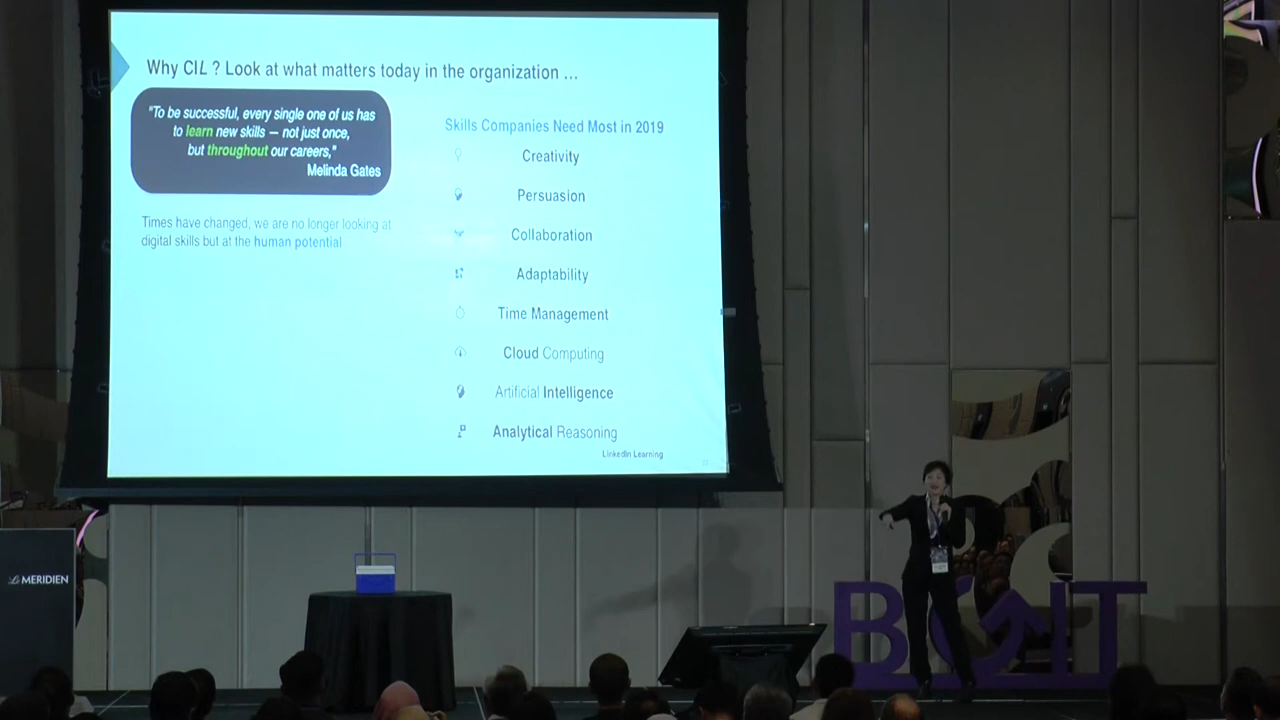 Why CIL ? Look at what matters today in the organization ...
"To be successful, every single one of us has
to learn new skills — not just once,
but throughout our careers,"
Melinda Gates
Times have changed, we are no longer looking at
digital skills but at the human potential
Skills Companies Need Most in 2019
Creativity
Persuasion
Collaboration
Adaptability
Time Management
Cloud Computing
Artificial Intelligence
Analytical Reasoning
LinkedIn Learning
Le MERIDIEN